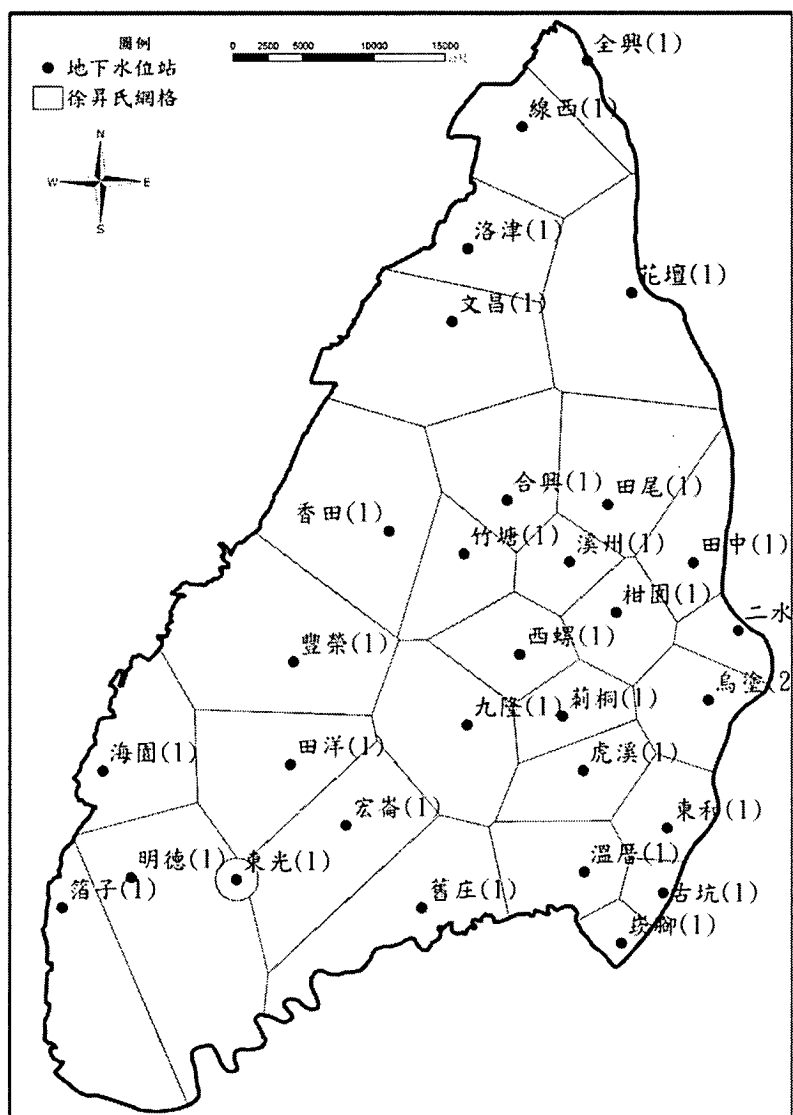 圖例
地下水位站
徐昇氏網格
N
W
E
S
0 2500 5000 10000 15000
公尺
全興(1)
線西(1)
洛津(1)
花壇(1)
文昌(1)
合興(1)
田尾(1)
香田(1)
竹塘(1)
溪州(1)
田中(1)
柑園(1)
二水
豐榮(1)
西螺(1)
烏塗(2
九隆(1)
莿桐(1)
海園(1)
田洋(1)
虎溪(1)
宏崙(1)
東和(1)
明德(1)
東光(1)
溫厝(1)
箔子(1)
舊庄(1)
古坑(1)
崁腳(1)